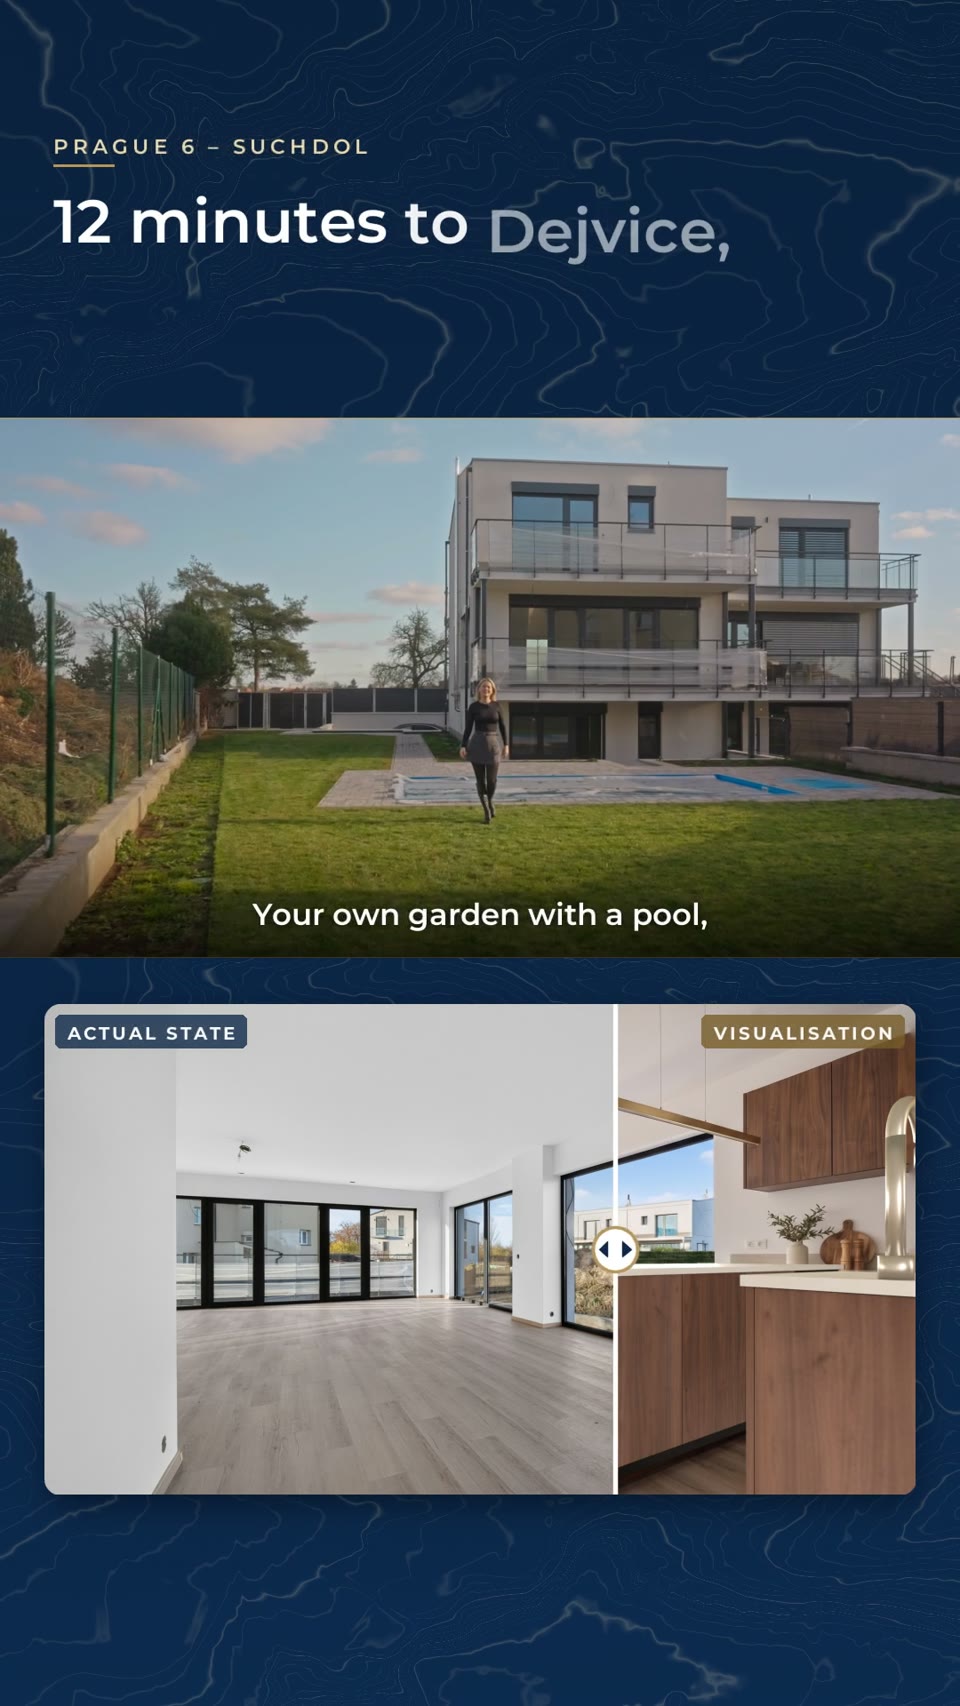 PRAGUE 6 – SUCHDOL
12 minutes to Dejvice,
Your own garden with a pool,
ACTUAL STATE
VISUALISATION